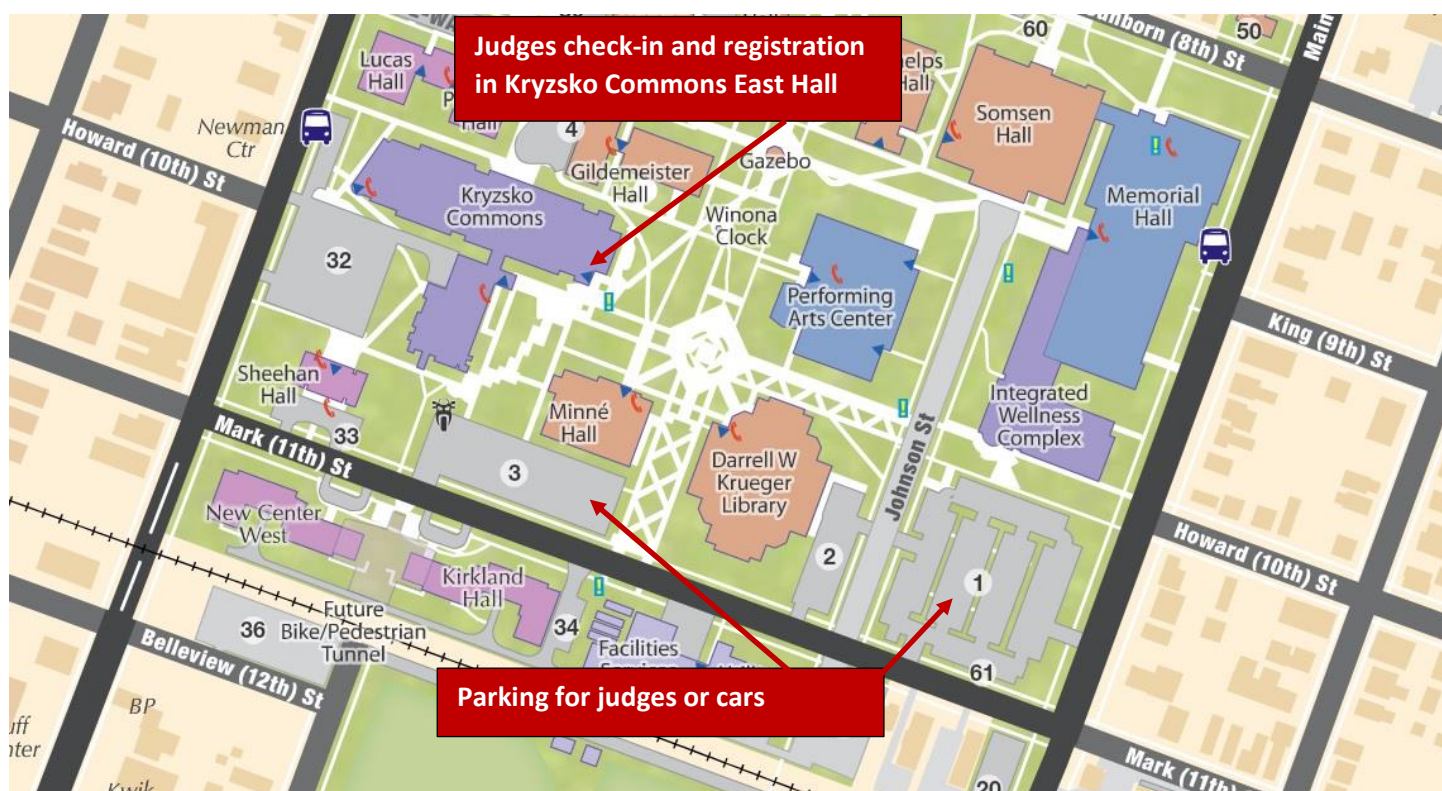 Judges check-in and registration
in Kryzsko Commons East Hall
60
Sanborn (8th) St
50
Main
Lucas
Hall
Hall
Hall
Somsen
Hall
Newman
Ctr
Howard (10th) St
4
Gildemeister
Hall
Gazebo
Memorial
Hall
Kryzsko
Commons
Winona
Clock
32
Performing
Arts Center
King (9th) St
Sheehan
Hall
33
Minné
Hall
Integrated
Wellness
Complex
Mark (11th) St
3
Darrell W
Krueger
Library
Johnson St
New Center
West
2
1
Howard (10th) St
Kirkland
Hall
36
Future
Bike/Pedestrian
Tunnel
34
Facilities
61
Belleview (12th) St
Parking for judges or cars
BP
Mark (11th)
20
Kwik